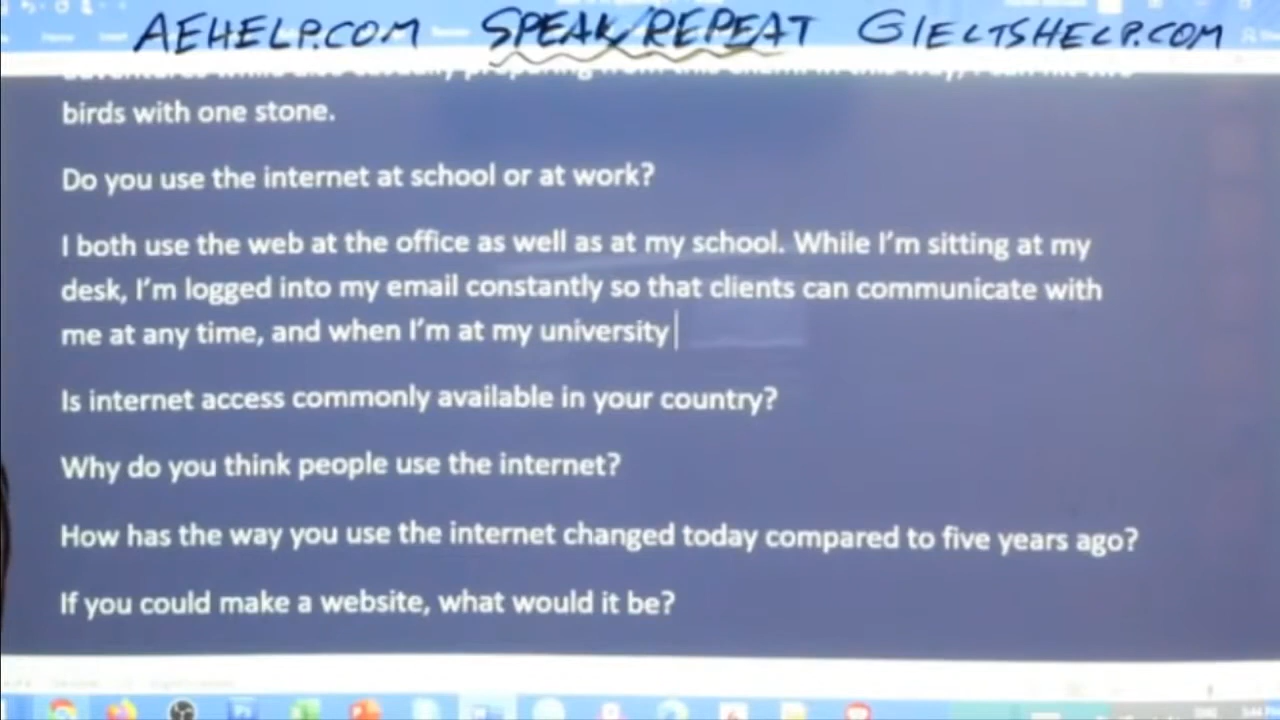 AEHELP.COM SPEAK/REPEAT GIELTSHELP.COM
birds with one stone.
Do you use the internet at school or at work?
I both use the web at the office as well as at my school. While I'm sitting at my
desk, I'm logged into my email constantly so that clients can communicate with
me at any time, and when I'm at my university
Is internet access commonly available in your country?
Why do you think people use the internet?
How has the way you use the internet changed today compared to five years ago?
If you could make a website, what would it be?